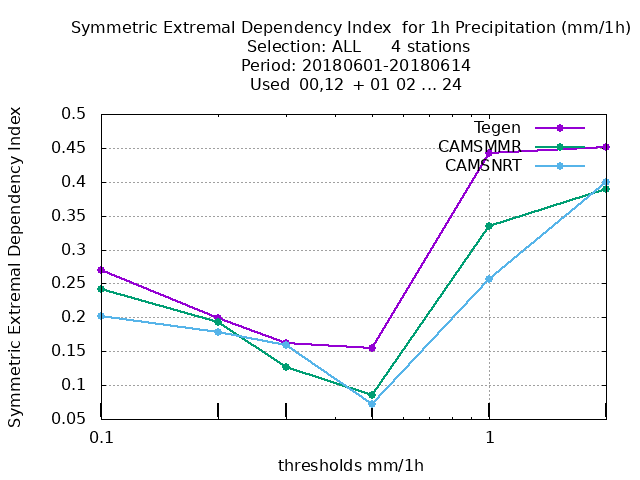 Symmetric Extremal Dependency Index  for 1h Precipitation (mm/1h)
Selection: ALL      4 stations
Period: 20180601-20180614
Used  00,12  + 01 02 ... 24
Symmetric Extremal Dependency Index
0.5
0.45
0.4
0.35
0.3
0.25
0.2
0.15
0.1
0.05
Tegen
CAMSMMR
CAMSNRT
0.1
1
thresholds mm/1h